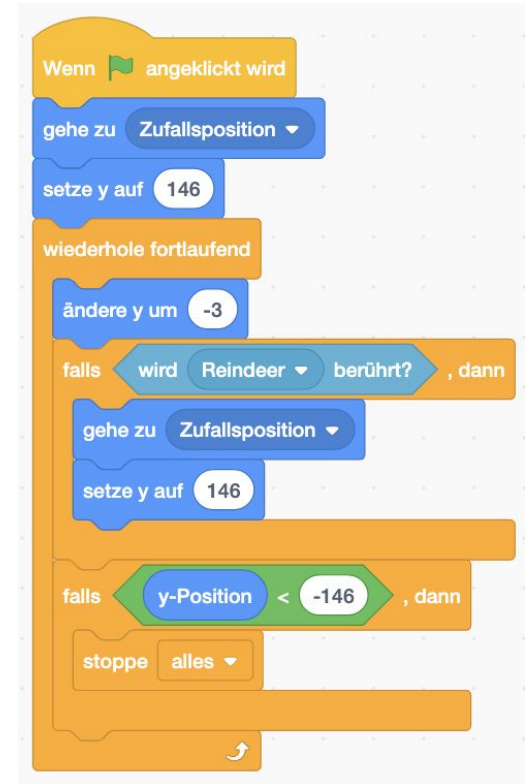 Wenn angeklickt wird
gehe zu Zufallsposition
setze y auf 146
wiederhole fortlaufend
ändere y um -3
falls wird Reindeer berührt? , dann
gehe zu Zufallsposition
setze y auf 146
falls y-Position < -146 , dann
stoppe alles